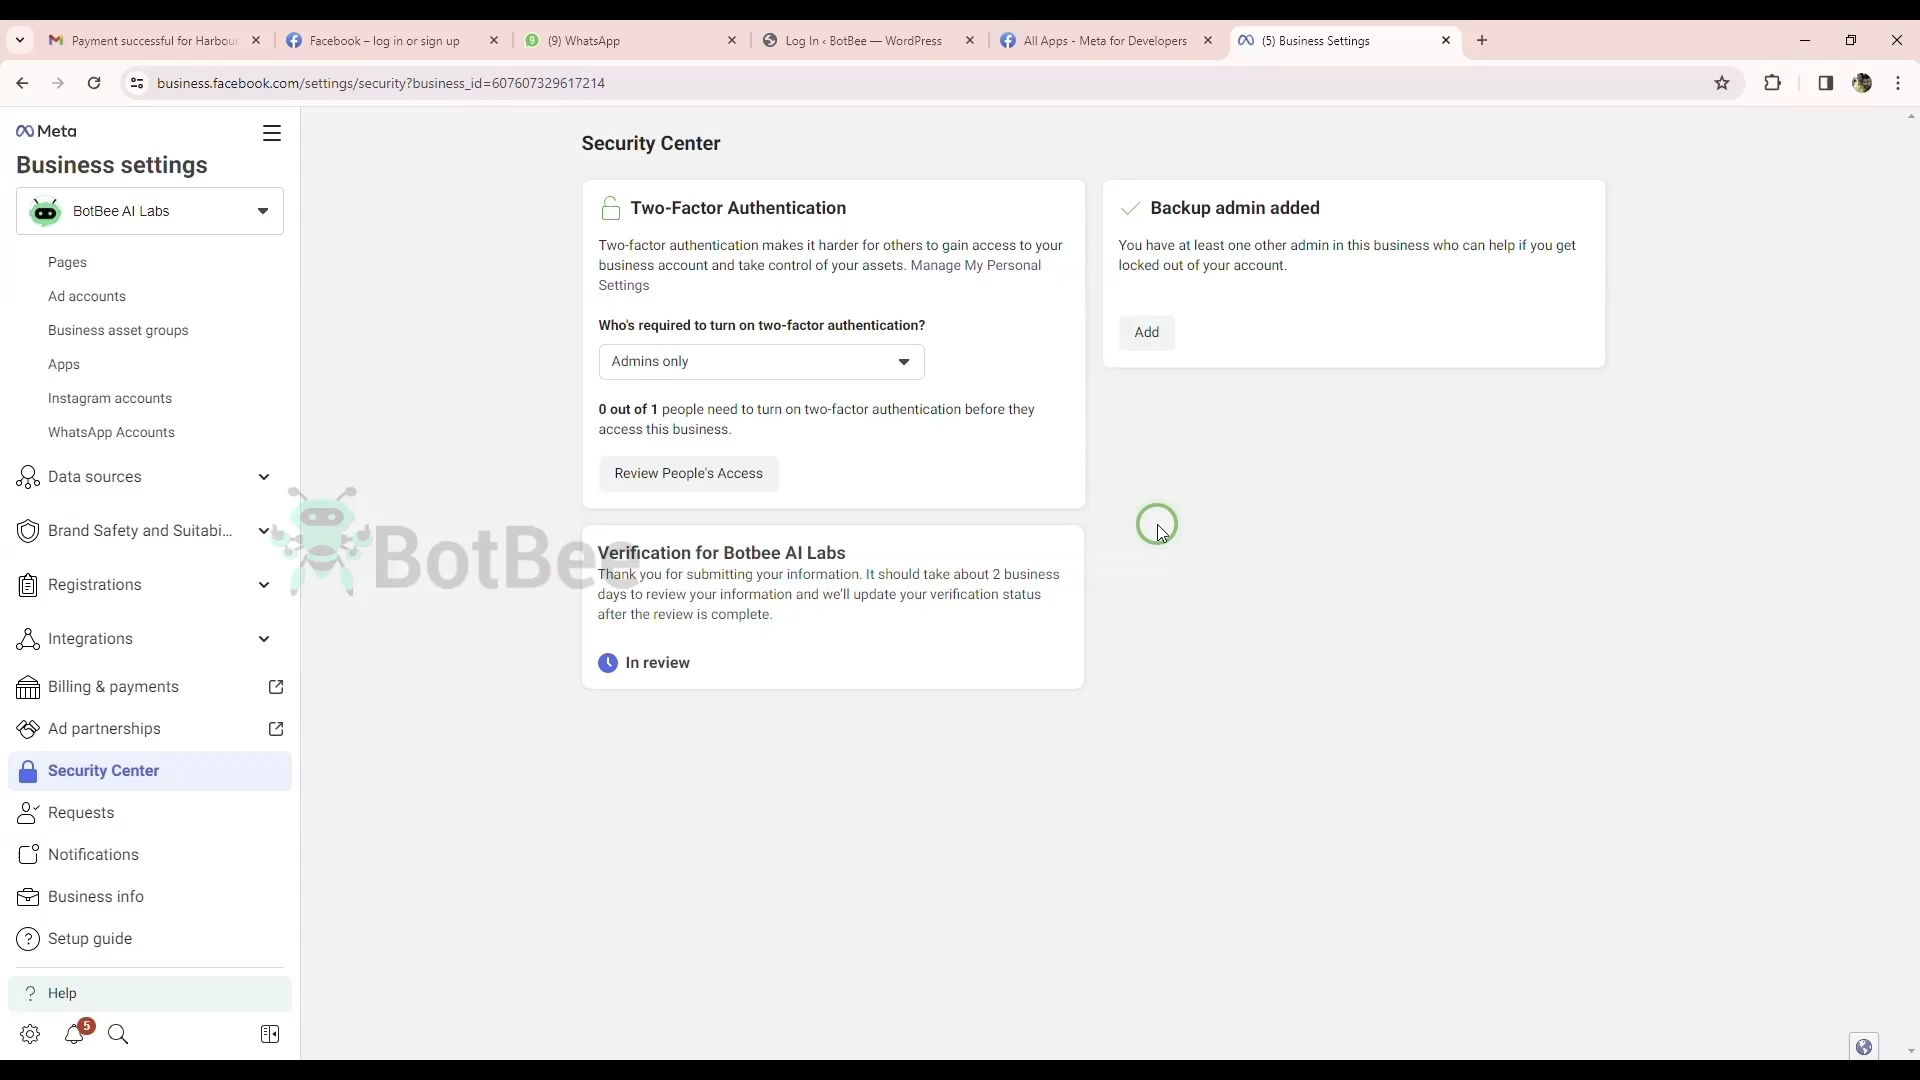 Payment successful for Harbour
Facebook – log in or sign up
(9) WhatsApp
Log In ‹ BotBee — WordPress
All Apps - Meta for Developers
(5) Business Settings
business.facebook.com/settings/security?business_id=607607329617214
Meta
Business settings
BotBee AI Labs
Pages
Ad accounts
Business asset groups
Apps
Instagram accounts
WhatsApp Accounts
Data sources
Brand Safety and Suitabi...
Registrations
Integrations
Billing & payments
Ad partnerships
Security Center
Requests
Notifications
Business info
Setup guide
Help
5
Security Center
Two-Factor Authentication
Two-factor authentication makes it harder for others to gain access to your
business account and take control of your assets. Manage My Personal
Settings
Who's required to turn on two-factor authentication?
Admins only
0 out of 1 people need to turn on two-factor authentication before they
access this business.
Review People's Access
Backup admin added
You have at least one other admin in this business who can help if you get
locked out of your account.
Add
BotBee
Verification for Botbee AI Labs
Thank you for submitting your information. It should take about 2 business
days to review your information and we'll update your verification status
after the review is complete.
In review